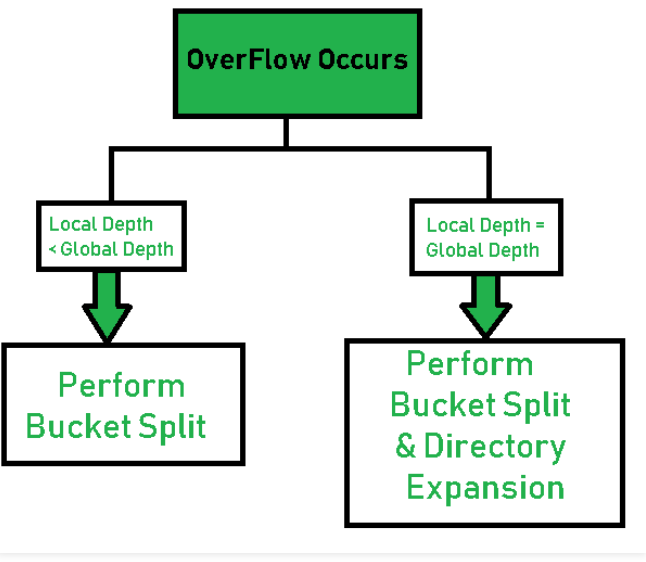 OverFlow Occurs
Local Depth
< Global Depth
Local Depth =
Global Depth
Perform
Bucket Split
Perform
Bucket Split
& Directory
Expansion